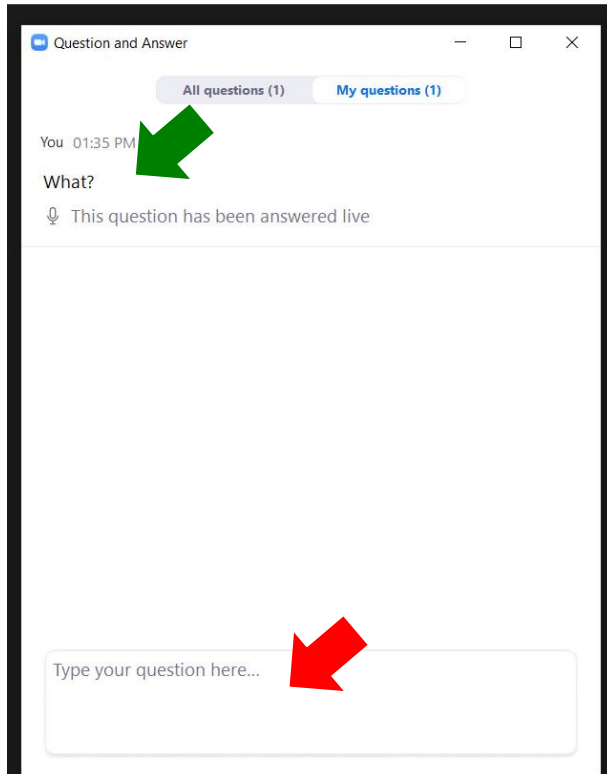 Question and Answer
All questions (1) My questions (1)
You 01:35 PM
What?
This question has been answered live
Type your question here...